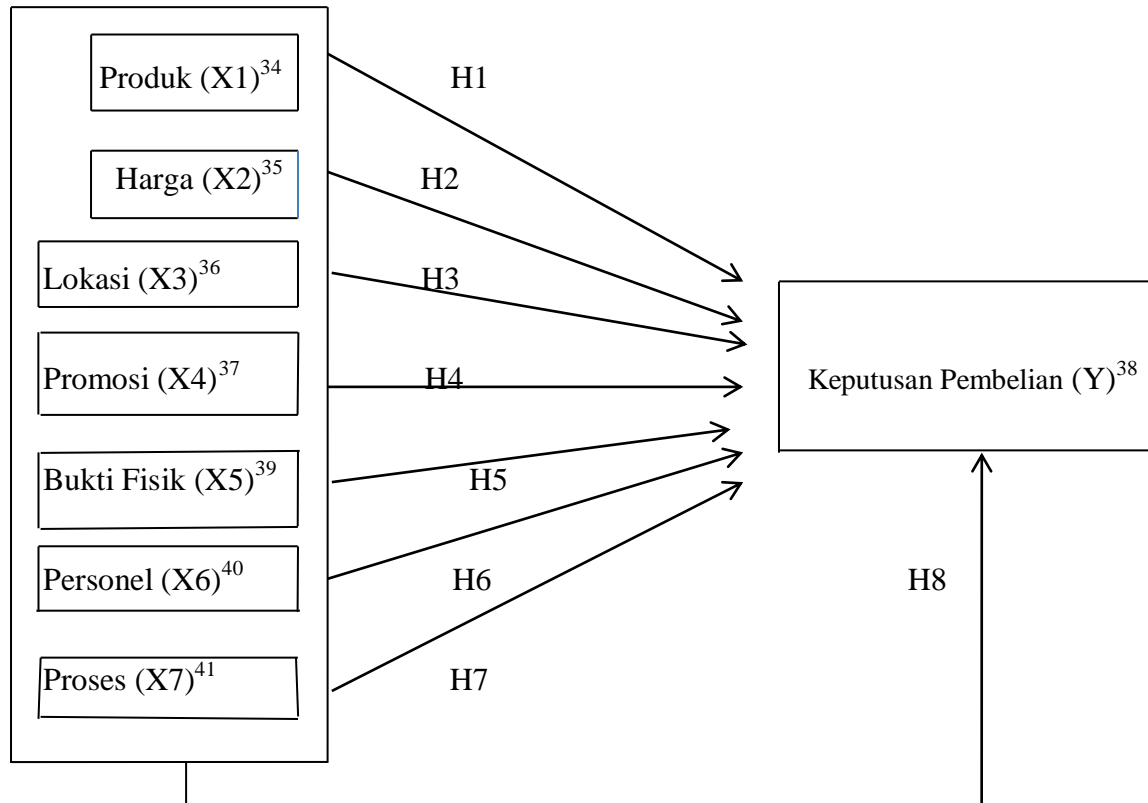 Produk (X1)³⁴
H1
Harga (X2)³⁵
H2
Lokasi (X3)³⁶
H3
Promosi (X4)³⁷
H4
Keputusan Pembelian (Y)³⁸
Bukti Fisik (X5)³⁹
H5
Personel (X6)⁴⁰
H6
H8
Proses (X7)⁴¹
H7